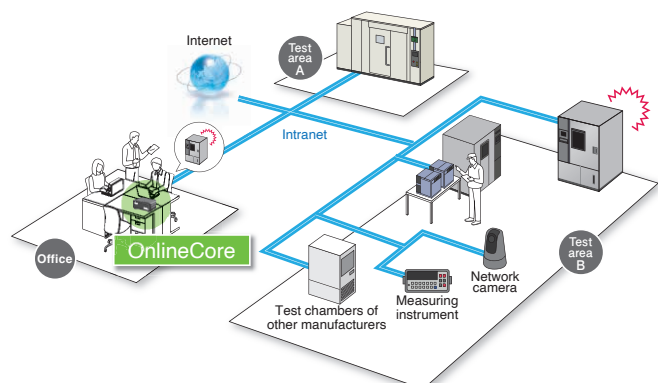 Internet
Test
area
A
Intranet
OnlineCore
Office
Test chambers of
other manufacturers
Measuring
instrument
Network
camera
Test
area
B